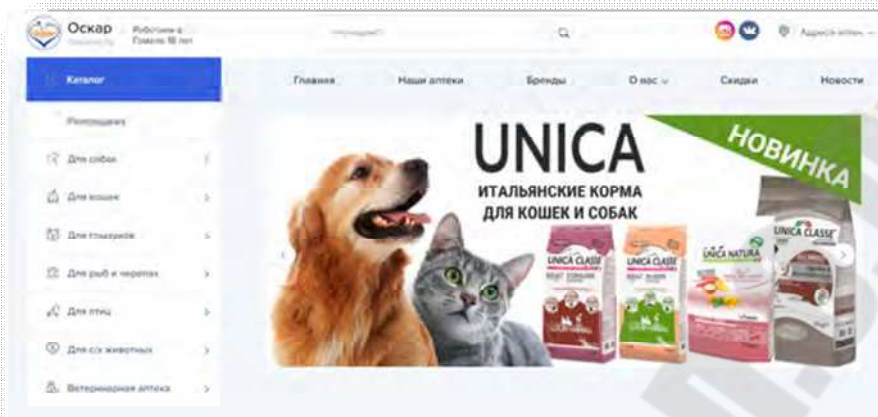 Оскар
Работаем в
Гомеле 18 лет
Каталог
Главная
Наши аптеки
Бренды
О нас
Скидки
Новости
Для собак
Для кошек
Для грызунов
Для рыб и черепах
Для птиц
Для с/х животных
Ветеринарная аптека
UNICA
ИТАЛЬЯНСКИЕ КОРМА
ДЛЯ КОШЕК И СОБАК
НОВИНКА
UNICA CLASSE
UNICA CLASSE
UNICA NATURA
UNICA CLASSE